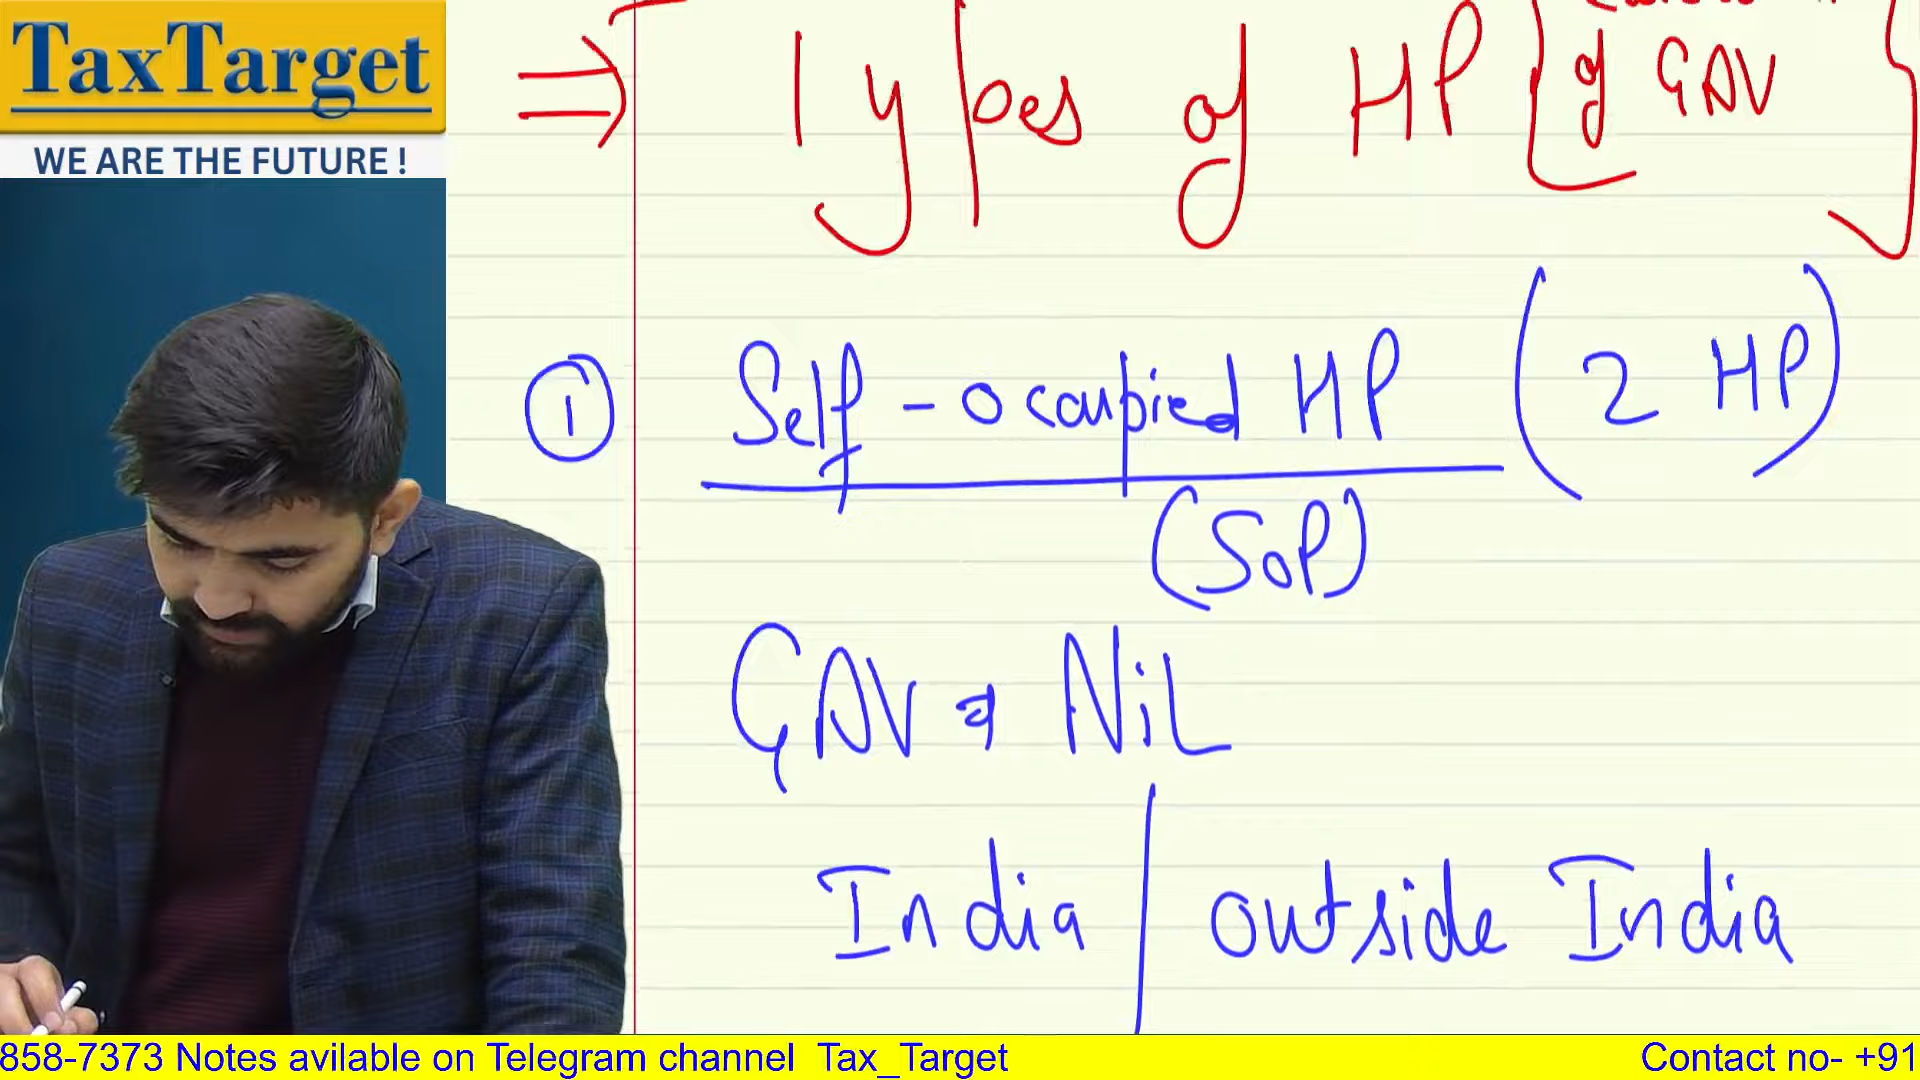 TaxTarget
WE ARE THE FUTURE !
⇒ Types of HP [ of GAV }
① Self-occupied HP (2 HP)
(SoP)
GAV = NiL
India / outside India
858-7373 Notes avilable on Telegram channel Tax_Target
Contact no- +91